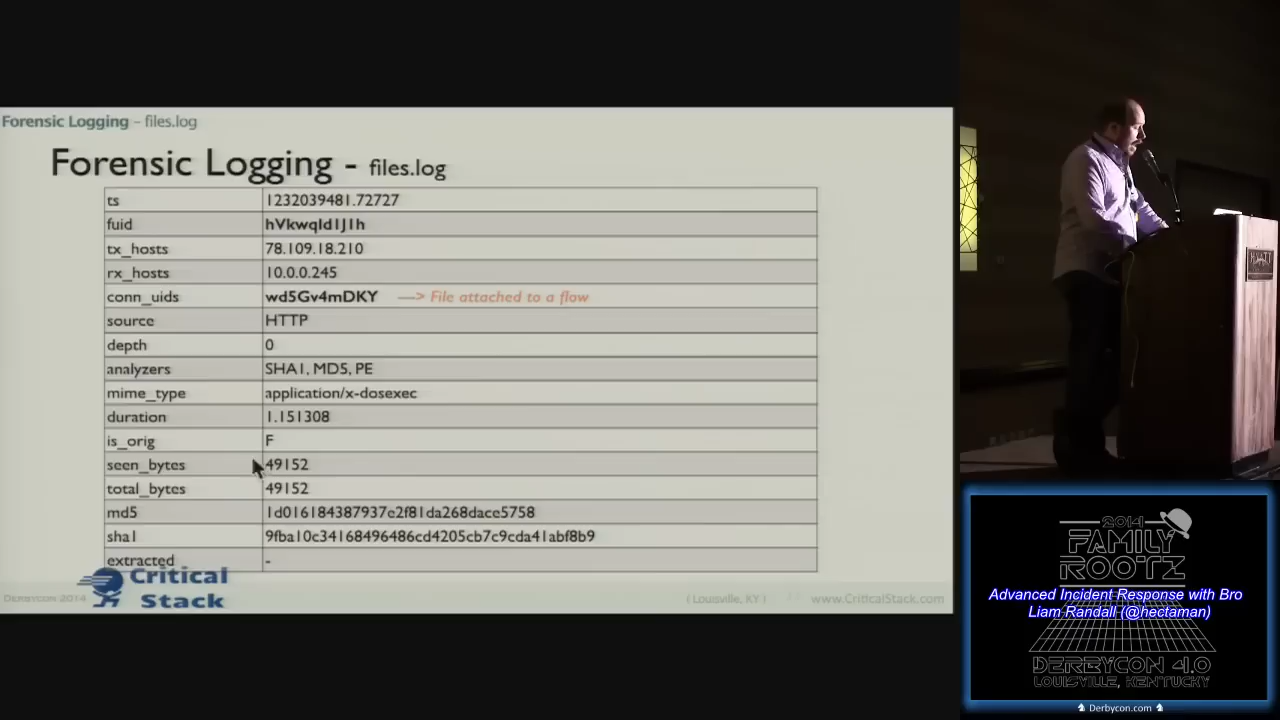 Forensic Logging - files.log
Forensic Logging - files.log
ts 1232039481.72727
fuid hVkwqId1J1h
tx_hosts 78.109.18.210
rx_hosts 10.0.0.245
conn_uids wd5Gv4mDKY ---> File attached to a flow
source HTTP
depth 0
analyzers SHA1, MD5, PE
mime_type application/x-dosexec
duration 1.151308
is_orig F
seen_bytes 49152
total_bytes 49152
md5 1d016184387937e2f81da268dace5758
sha1 9fba10c34168496486cd4205cb7c9cda41abf8b9
extracted -
Critical
Stack
Derbycon 2014 ( Louisville, KY ) www.CriticalStack.com
HYATT
2014
FAMILY
ROOTZ
Advanced Incident Response with Bro
Liam Randall (@hectaman)
DERBYCON 4.0
LOUISVILLE, KENTUCKY
Derbycon.com